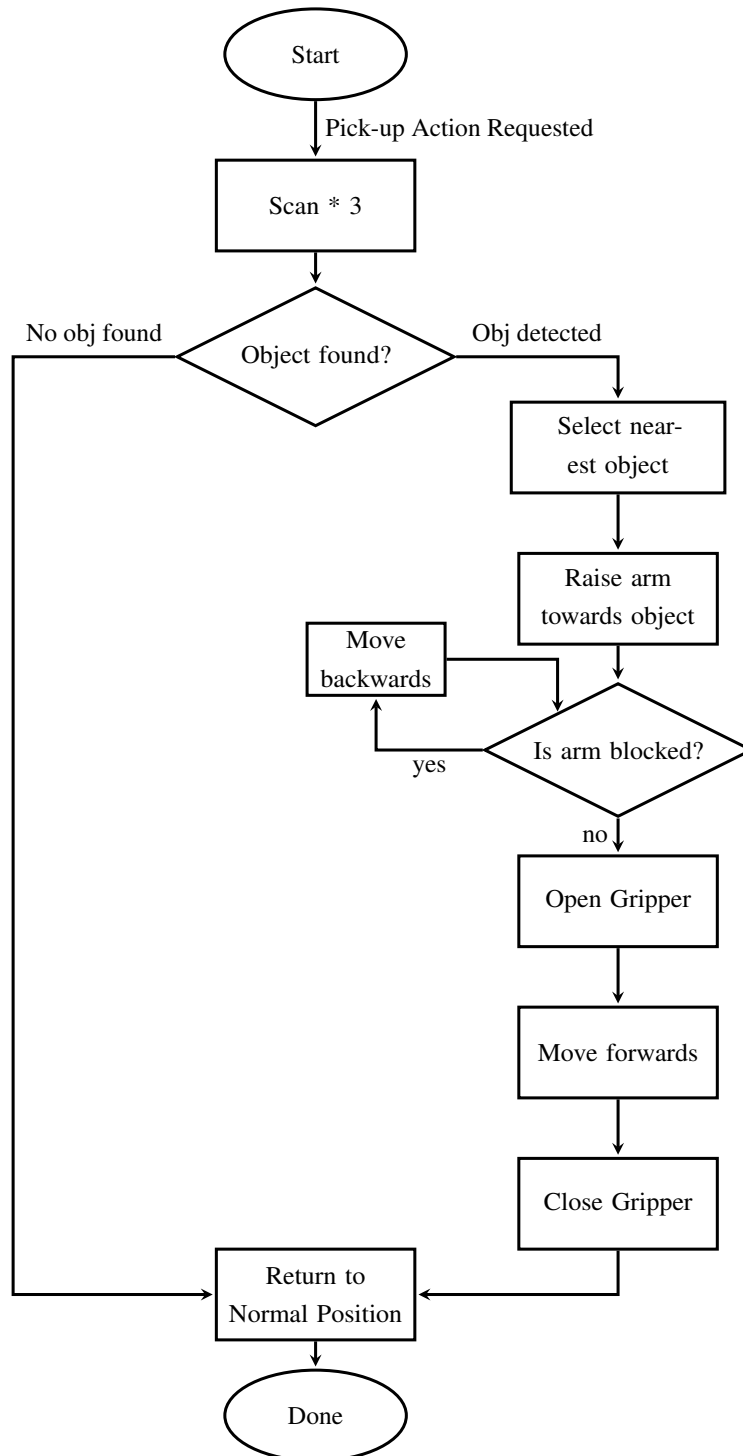 Start
Pick-up Action Requested
Scan * 3
No obj found
Object found?
Obj detected
Select near-
est object
Raise arm
towards object
Move
backwards
Is arm blocked?
yes
no
Open Gripper
Move forwards
Close Gripper
Return to
Normal Position
Done